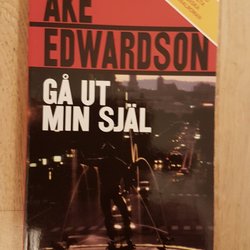 ÅKE
EDWARDSON
GÅ UT
MIN SJÄL